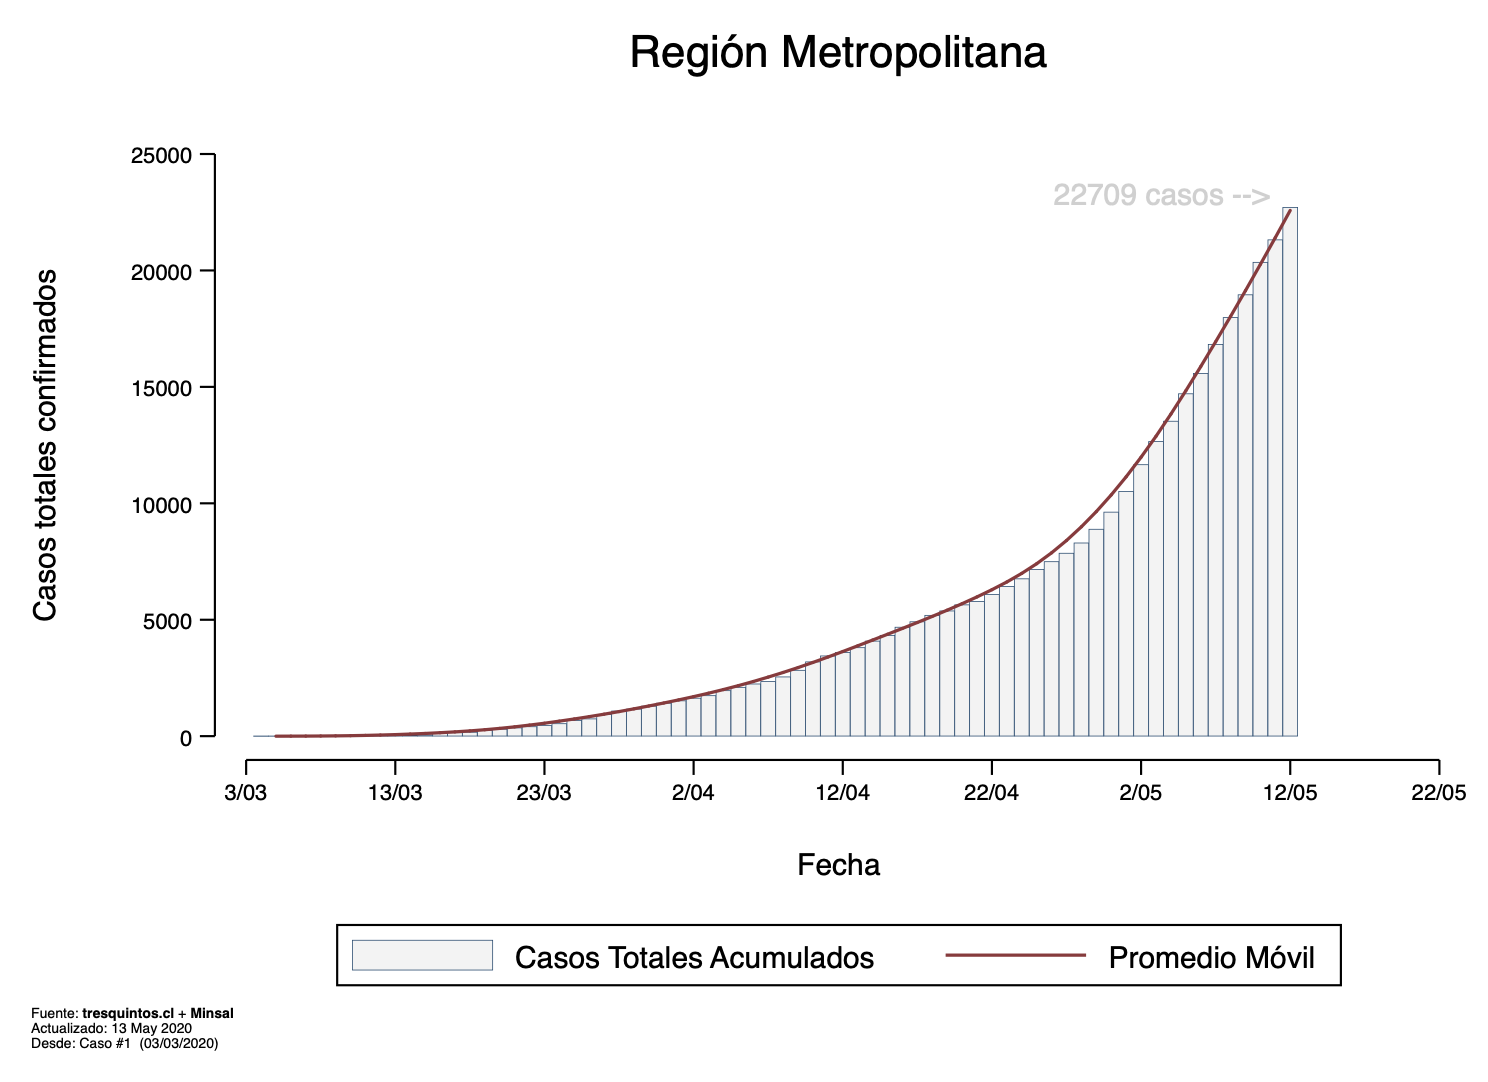 Región Metropolitana
25000
20000
15000
10000
5000
0
Casos totales confirmados
22709 casos -->
3/03 13/03 23/03 2/04 12/04 22/04 2/05 12/05 22/05
Fecha
Casos Totales Acumulados Promedio Móvil
Fuente: tresquintos.cl + Minsal
Actualizado: 13 May 2020
Desde: Caso #1 (03/03/2020)